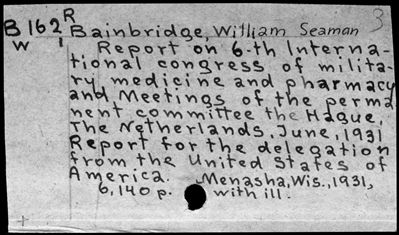 R 3
B162 Bainbridge, William Seaman
W 1 Report on 6-th Interna-
tional congress of milita-
ry medicine and pharmacy
and Meetings of the perma
nent committee the Hague,
The Netherlands, June, 1931
Report for the delegation
from the United States of
America. Menasha, Wis., 1931,
6,140 p. with ill.